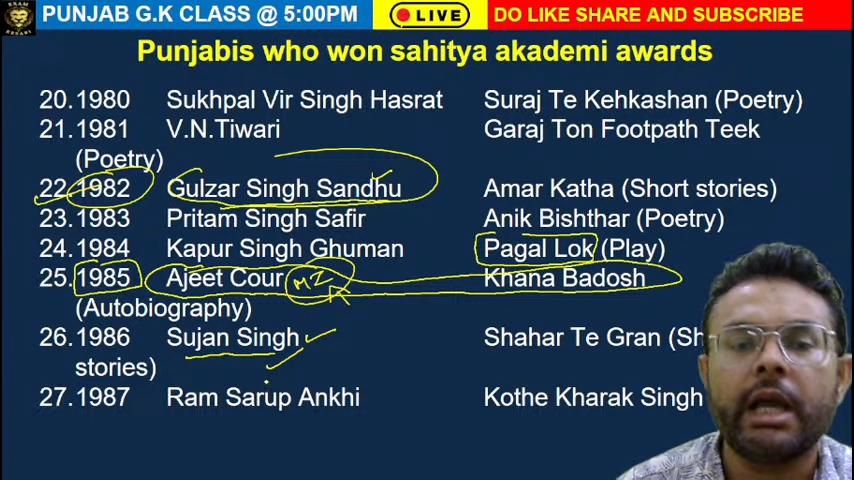 PUNJAB G.K CLASS @ 5:00PM LIVE DO LIKE SHARE AND SUBSCRIBE
Punjabis who won sahitya akademi awards
20.1980 Sukhpal Vir Singh Hasrat Suraj Te Kehkashan (Poetry)
21.1981 V.N.Tiwari Garaj Ton Footpath Teek
(Poetry)
22.1982 Gulzar Singh Sandhu Amar Katha (Short stories)
23.1983 Pritam Singh Safir Anik Bishthar (Poetry)
24.1984 Kapur Singh Ghuman Pagal Lok (Play)
25.1985 Ajeet Cour Khana Badosh
(Autobiography)
26.1986 Sujan Singh Shahar Te Gran (Sh
stories)
27.1987 Ram Sarup Ankhi Kothe Kharak Singh